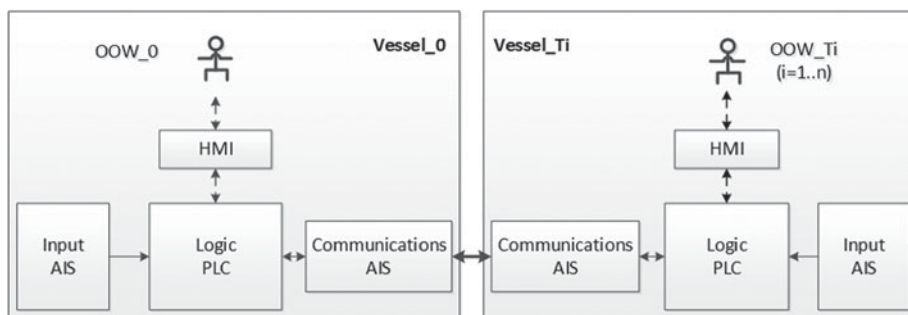 OOW_0
Vessel_0
HMI
Input
AIS
Logic
PLC
Communications
AIS
Vessel_Ti
OOW_Ti
(i=1..n)
HMI
Communications
AIS
Logic
PLC
Input
AIS